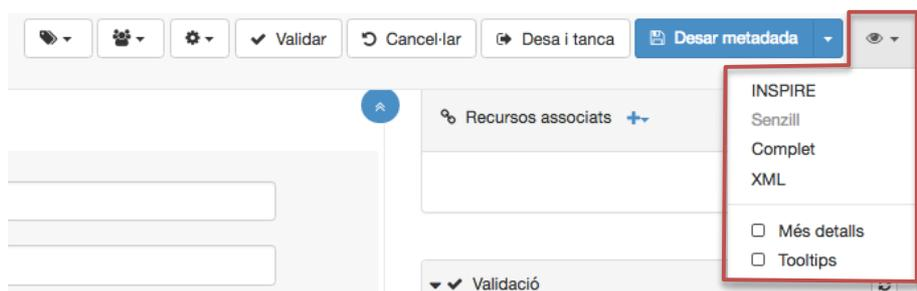 Validar Cancel·lar Desa i tanca Desar metadada
INSPIRE
Recursos associats
Senzill
Complet
XML
Més detalls
Tooltips
Validació